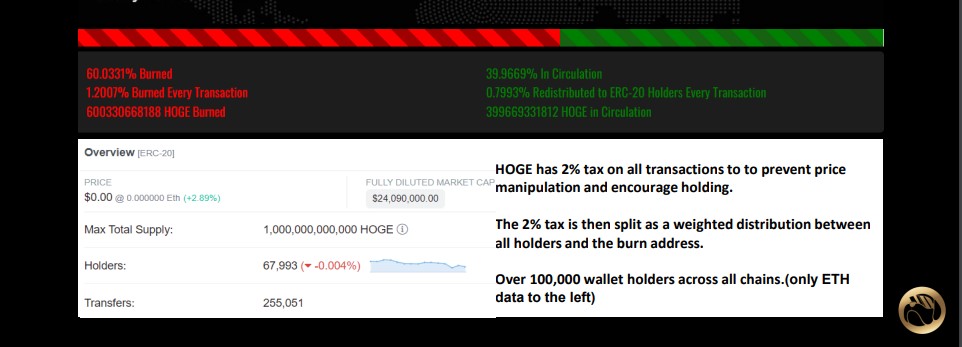 60.0331% Burned
1.2007% Burned Every Transaction
600330668188 HOGE Burned
39.9669% In Circulation
0.7993% Redistributed to ERC-20 Holders Every Transaction
399669331812 HOGE in Circulation
Overview [ERC-20]
PRICE
$0.00 @ 0.000000 Eth (+2.89%)
FULLY DILUTED MARKET CAP
$24,090,000.00
Max Total Supply: 1,000,000,000,000 HOGE
Holders: 67,993 (-0.004%)
Transfers: 255,051
HOGE has 2% tax on all transactions to to prevent price
manipulation and encourage holding.
The 2% tax is then split as a weighted distribution between
all holders and the burn address.
Over 100,000 wallet holders across all chains.(only ETH
data to the left)